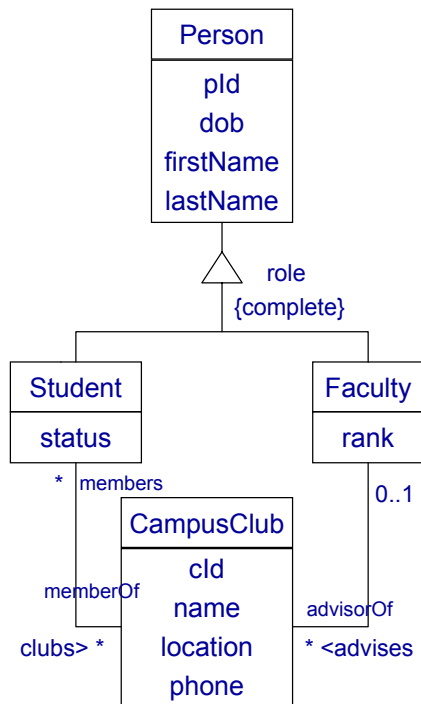 Person
pId
dob
firstName
lastName
role
{complete}
Student
status
Faculty
rank
* members
0..1
CampusClub
cId
name
location
phone
memberOf
clubs> *
advisorOf
* <advises